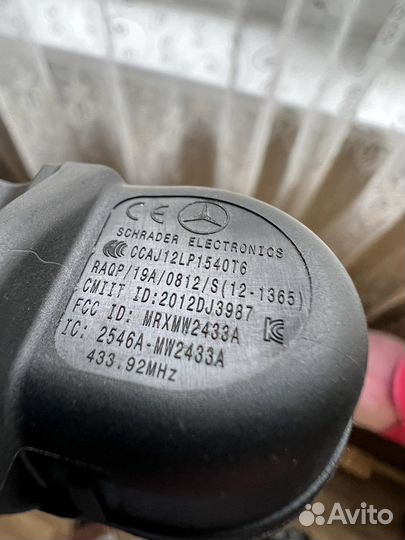 CE
SCHRADER ELECTRONICS
CCC CCAJ12LP1540T6
RAQP/19A/0812/S(12-1365)
CMIIT ID:2012DJ3987
FCC ID: MRXMW2433A
IC: 2546A-MW2433A
433.92MHz
Avito